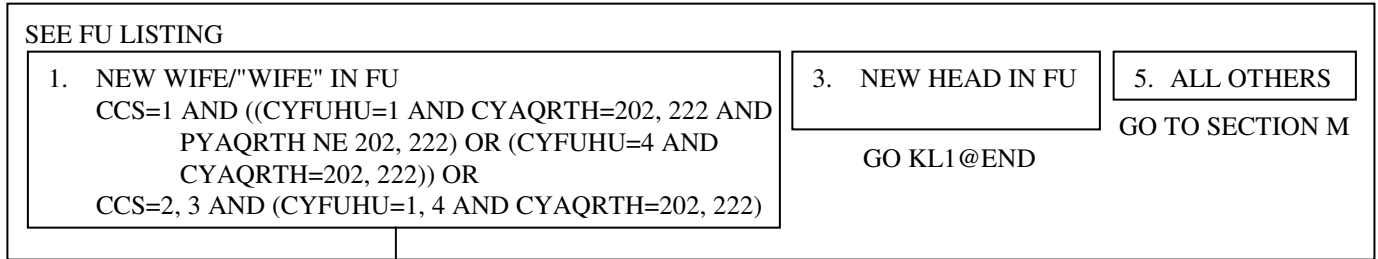 SEE FU LISTING
1. NEW WIFE/"WIFE" IN FU
CCS=1 AND ((CYFUHU=1 AND CYAQRTH=202, 222 AND
PYAQRTH NE 202, 222) OR (CYFUHU=4 AND
CYAQRTH=202, 222)) OR
CCS=2, 3 AND (CYFUHU=1, 4 AND CYAQRTH=202, 222)
3. NEW HEAD IN FU
GO KL1@END
5. ALL OTHERS
GO TO SECTION M